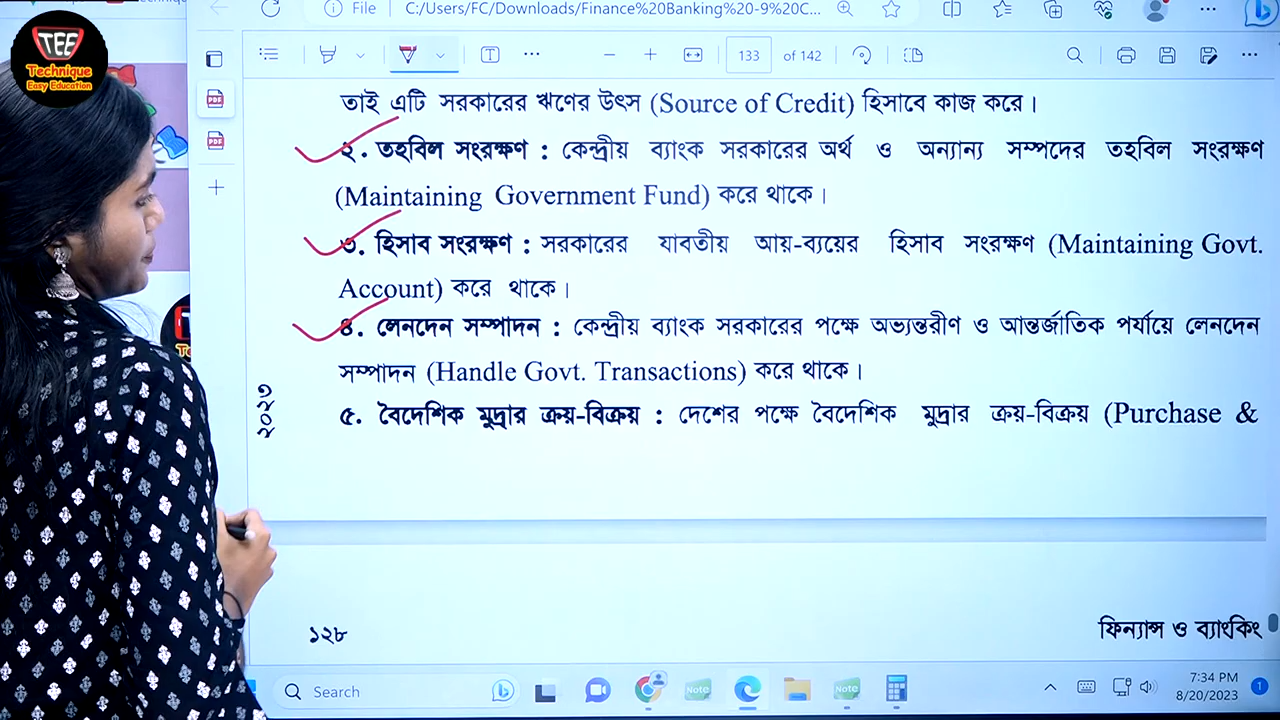 TEE
Technique
Easy Education
File
C:/Users/FC/Downloads/Finance%20Banking%20-9%20C...
133 of 142
তাই এটি সরকারের ঋণের উৎস (Source of Credit) হিসাবে কাজ করে।
২. তহবিল সংরক্ষণ : কেন্দ্রীয় ব্যাংক সরকারের অর্থ ও অন্যান্য সম্পদের তহবিল সংরক্ষণ
(Maintaining Government Fund) করে থাকে।
৩. হিসাব সংরক্ষণ : সরকারের যাবতীয় আয়-ব্যয়ের হিসাব সংরক্ষণ (Maintaining Govt.
Account) করে থাকে।
৪. লেনদেন সম্পাদন : কেন্দ্রীয় ব্যাংক সরকারের পক্ষে অভ্যন্তরীণ ও আন্তর্জাতিক পর্যায়ে লেনদেন
সম্পাদন (Handle Govt. Transactions) করে থাকে।
৫. বৈদেশিক মুদ্রার ক্রয়-বিক্রয় : দেশের পক্ষে বৈদেশিক মুদ্রার ক্রয়-বিক্রয় (Purchase &
২০২৩
১২৮
ফিন্যান্স ও ব্যাংকিং
Search
Note
Note
7:34 PM
8/20/2023
1